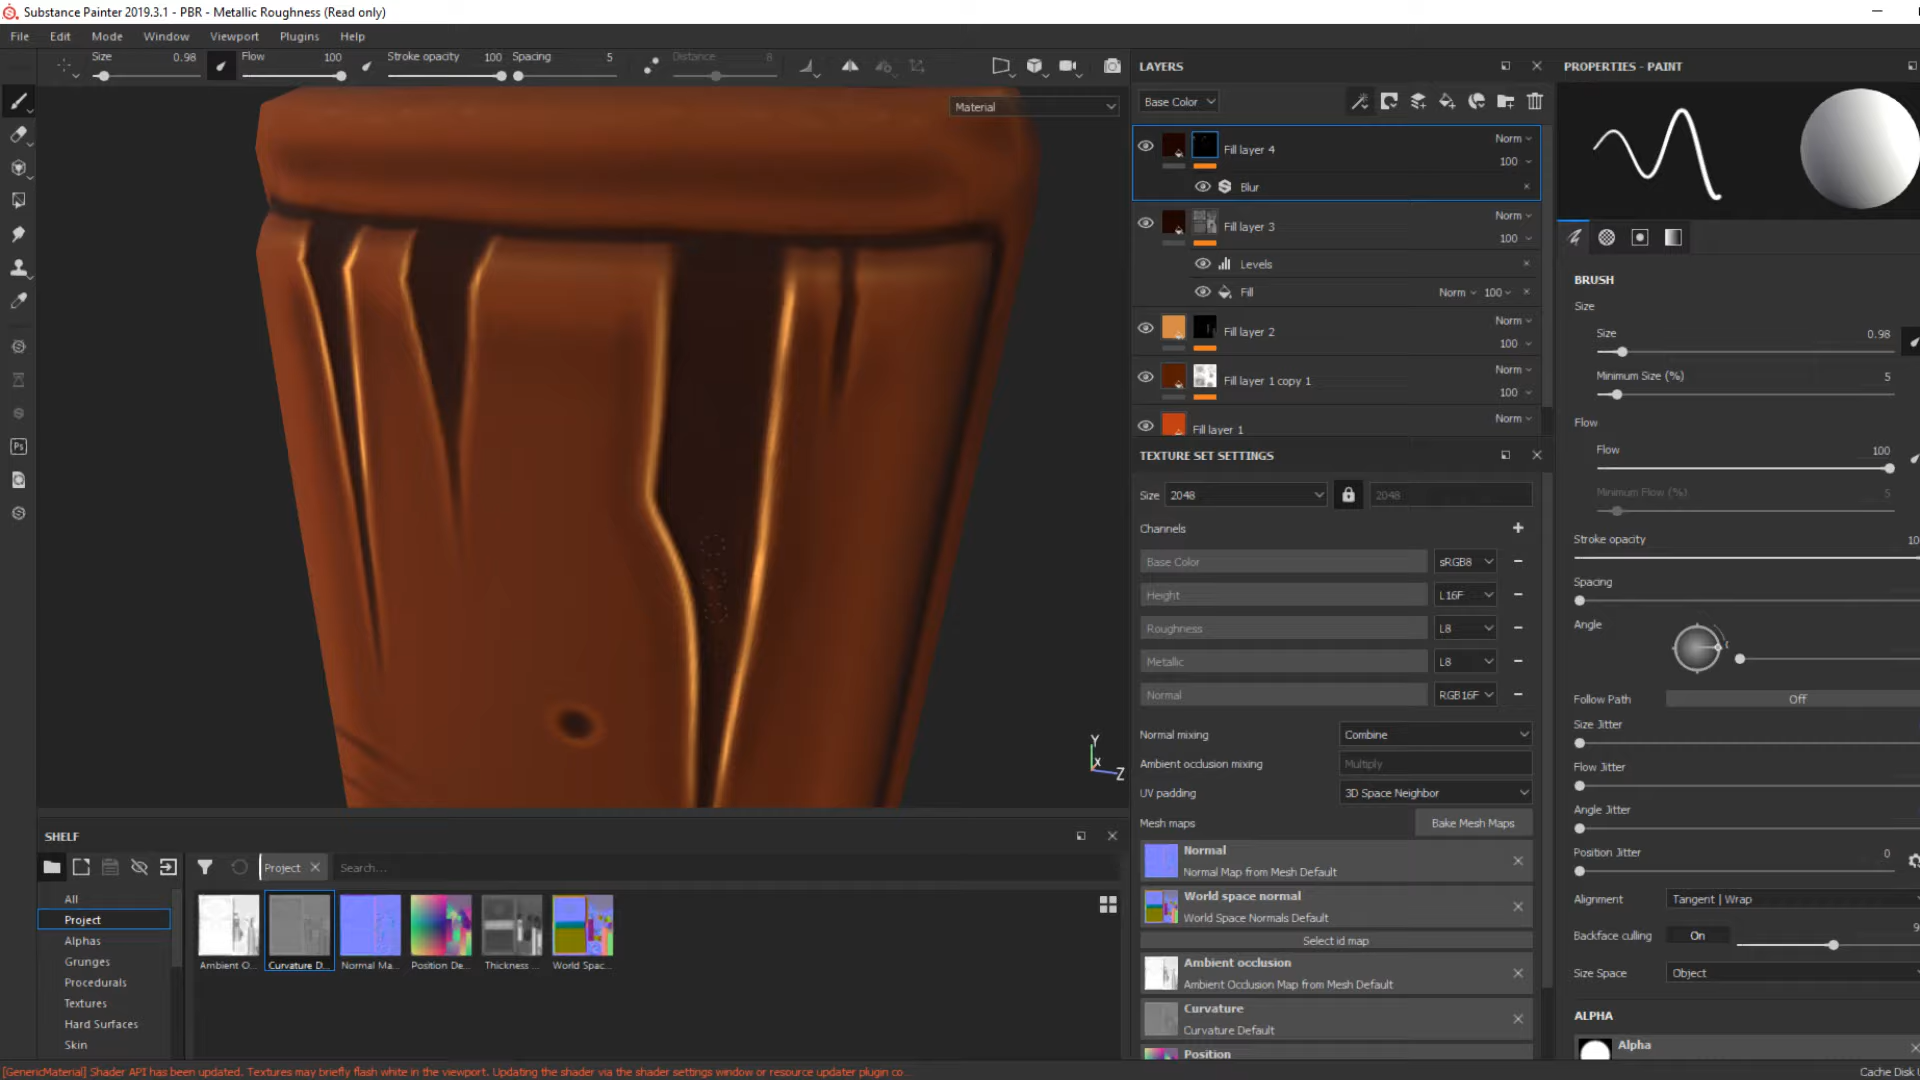 Substance Painter 2019.3.1 - PBR - Metallic Roughness (Read only)
File Edit Mode Window Viewport Plugins Help
Size 0.98 Flow 100 Stroke opacity 100 Spacing 5 Distance 8
Material
Y
X
Z
LAYERS
Base Color
Fill layer 4 Norm
100
Blur
Fill layer 3 Norm
100
Levels
Fill Norm 100
Fill layer 2 Norm
100
Fill layer 1 copy 1 Norm
100
Fill layer 1 Norm
TEXTURE SET SETTINGS
Size 2048 2048
Channels
Base Color sRGB8
Height L16F
Roughness L8
Metallic L8
Normal RGB16F
Normal mixing Combine
Ambient occlusion mixing Multiply
UV padding 3D Space Neighbor
Mesh maps Bake Mesh Maps
Normal
Normal Map from Mesh Default
World space normal
World Space Normals Default
Select id map
Ambient occlusion
Ambient Occlusion Map from Mesh Default
Curvature
Curvature Default
Position
PROPERTIES - PAINT
BRUSH
Size
Size 0.98
Minimum Size (%) 5
Flow
Flow 100
Minimum Flow (%) 5
Stroke opacity 10
Spacing
Angle
Follow Path Off
Size Jitter
Flow Jitter
Angle Jitter
Position Jitter 0
Alignment Tangent | Wrap
Backface culling On 9
Size Space Object
ALPHA
Alpha
SHELF
Project Search...
All
Project
Alphas
Grunges
Procedurals
Textures
Hard Surfaces
Skin
Ambient O... Curvature D... Normal Ma... Position De... Thickness ... World Spac...
[GenericMaterial] Shader API has been updated. Textures may briefly flash white in the viewport. Updating the shader via the shader settings window or resource updater plugin co...
Cache Disk U
Ps